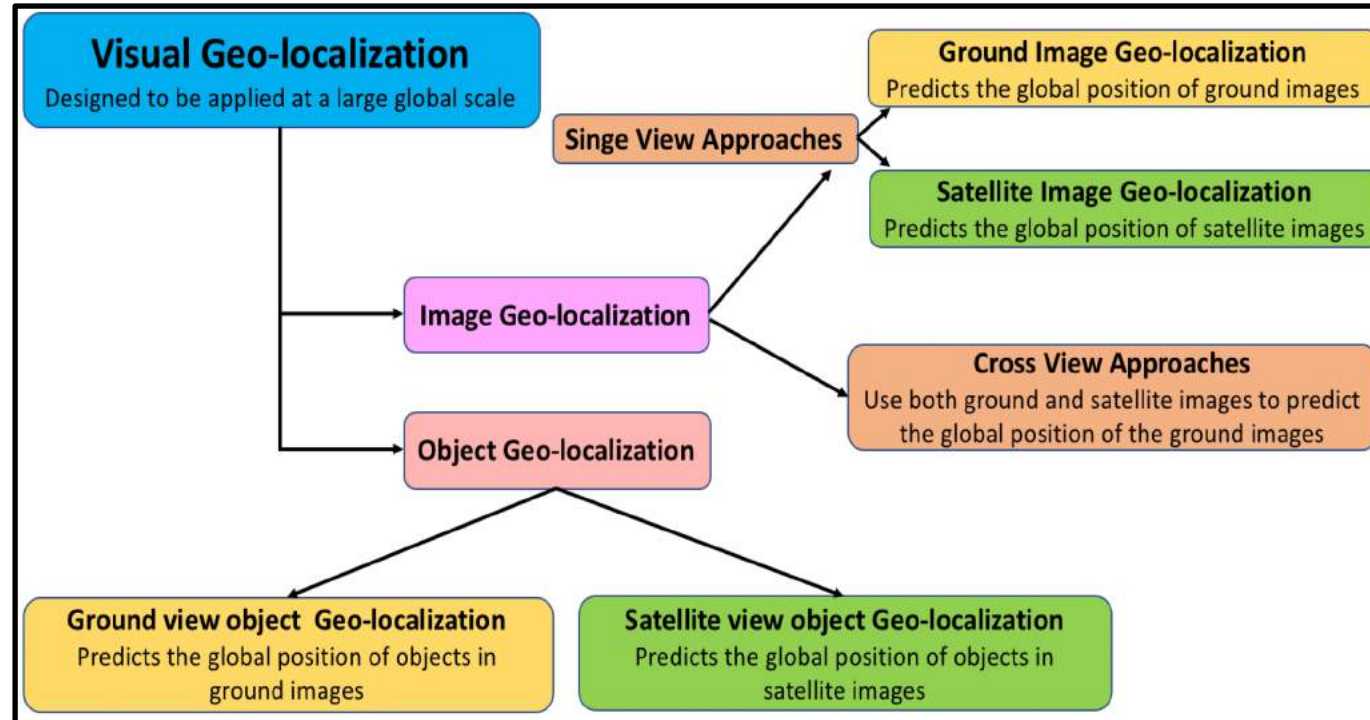 Visual Geo-localization
Designed to be applied at a large global scale
Ground Image Geo-localization
Predicts the global position of ground images
Singe View Approaches
Satellite Image Geo-localization
Predicts the global position of satellite images
Image Geo-localization
Cross View Approaches
Use both ground and satellite images to predict
the global position of the ground images
Object Geo-localization
Ground view object  Geo-localization
Predicts the global position of objects in
ground images
Satellite view object Geo-localization
Predicts the global position of objects in
satellite images